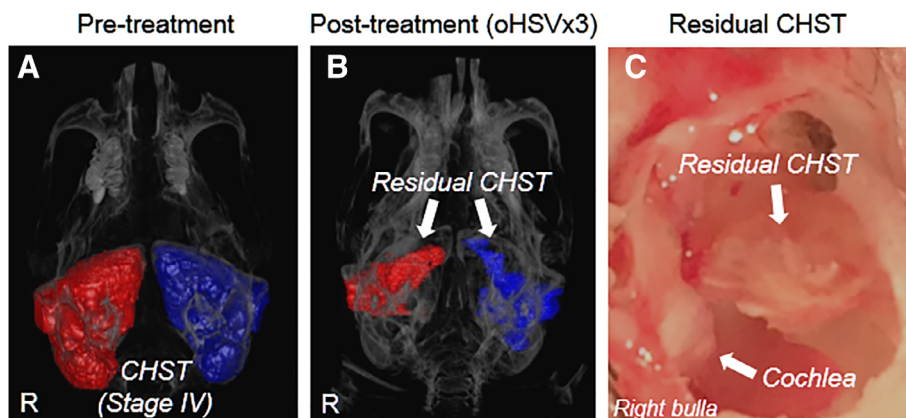 Pre-treatment
Post-treatment (oHSVx3)
Residual CHST
A
B
C
Residual CHST
Residual CHST
CHST
(Stage IV)
Cochlea
R
R
Right bulla